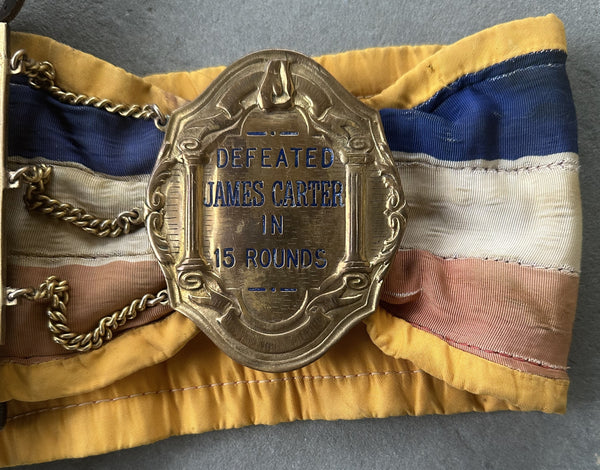 DEFEATED
JAMES CARTER
IN
15 ROUNDS